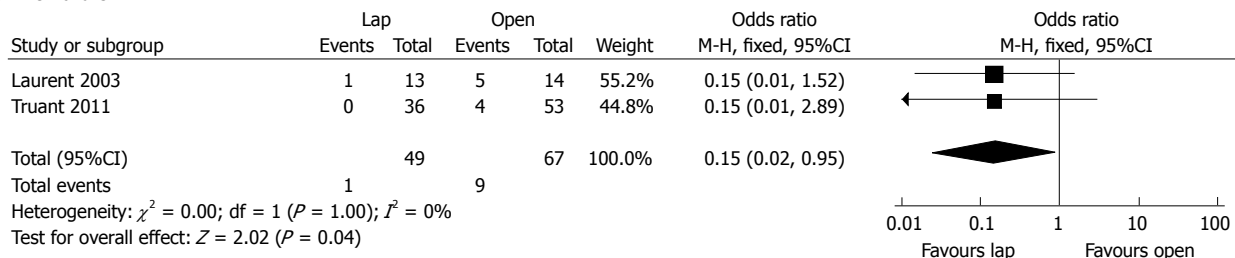 Lap Open Odds ratio Odds ratio
Study or subgroup Events Total Events Total Weight M-H, fixed, 95%CI M-H, fixed, 95%CI
Laurent 2003 1 13 5 14 55.2% 0.15 (0.01, 1.52)
Truant 2011 0 36 4 53 44.8% 0.15 (0.01, 2.89)
Total (95%CI) 49 67 100.0% 0.15 (0.02, 0.95)
Total events 1 9
Heterogeneity: χ² = 0.00; df = 1 (P = 1.00); I² = 0%
Test for overall effect: Z = 2.02 (P = 0.04)
0.01 0.1 1 10 100
Favours lap Favours open